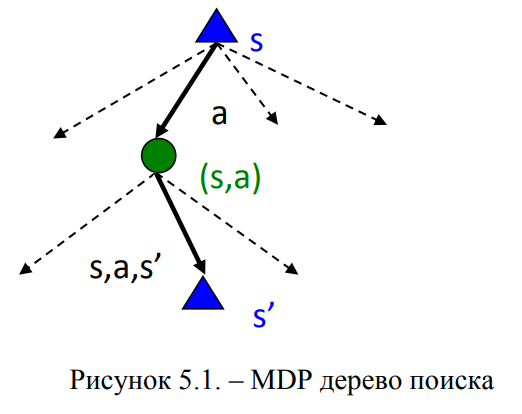 s
a
(s,a)
s,a,s’
s’
Рисунок 5.1. – MDP дерево поиска